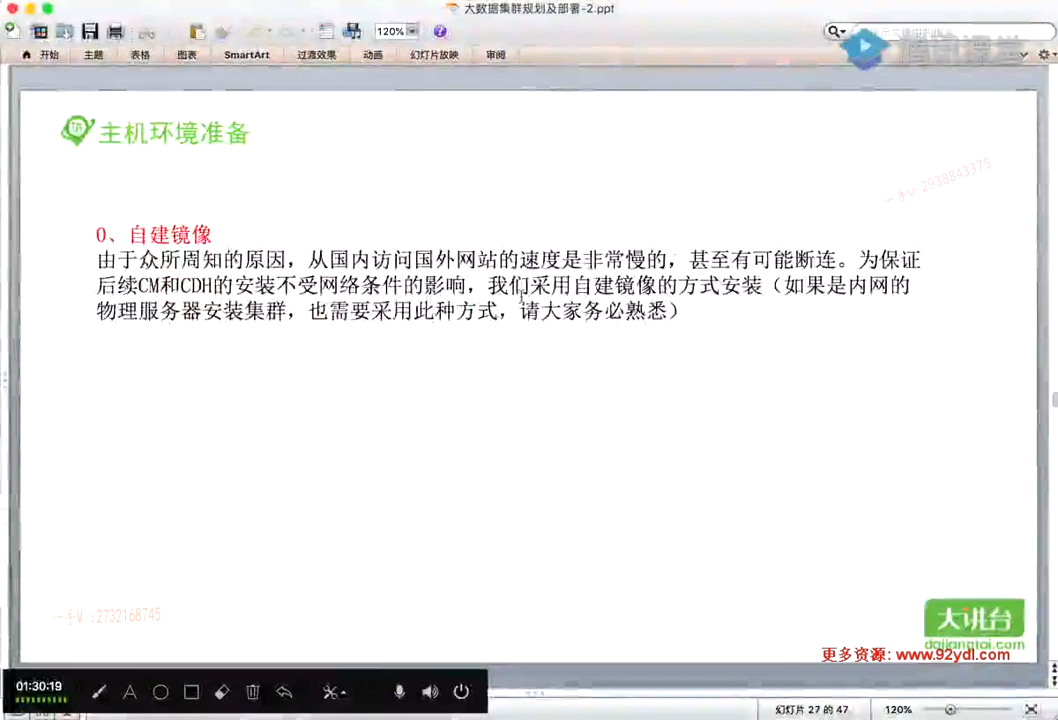 大数据集群规划及部署-2.ppt
120%
开始 主题 表格 图表 SmartArt 过渡效果 动画 幻灯片放映 审阅
主机环境准备
一手v:2938843375
0、自建镜像
由于众所周知的原因，从国内访问国外网站的速度是非常慢的，甚至有可能断连。为保证
后续CM和CDH的安装不受网络条件的影响，我们采用自建镜像的方式安装（如果是内网的
物理服务器安装集群，也需要采用此种方式，请大家务必熟悉）
一手V :2732168745
大讲台
dajiangtai.com
更多资源: www.92ydl.com
01:30:19
幻灯片 27 的 47 120%